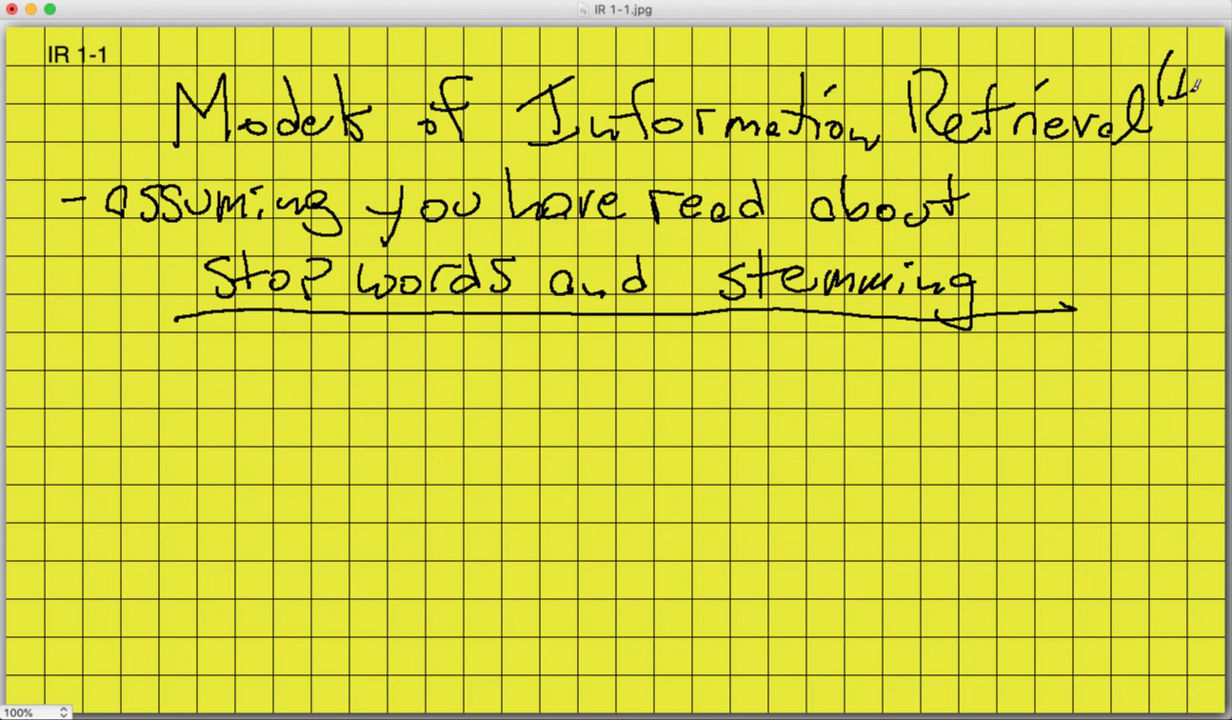 IR 1-1.jpg
IR 1-1
Models of Information Retrieval (I
- assuming you have read about
stop words and stemming
100%